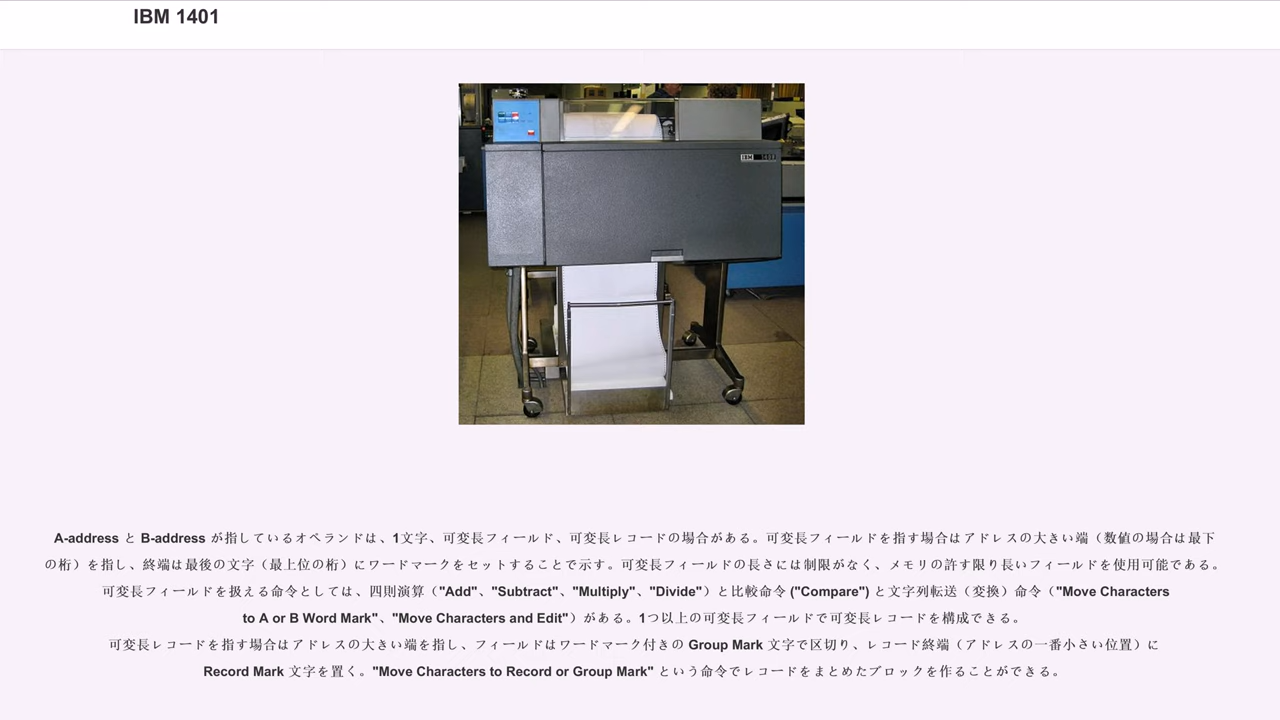 IBM 1401
IBM 1403
A-address と B-address が指しているオペランドは、1文字、可変長フィールド、可変長レコードの場合がある。可変長フィールドを指す場合はアドレスの大きい端（数値の場合は最下
の桁）を指し、終端は最後の文字（最上位の桁）にワードマークをセットすることで示す。可変長フィールドの長さには制限がなく、メモリの許す限り長いフィールドを使用可能である。
可変長フィールドを扱える命令としては、四則演算（"Add"、"Subtract"、"Multiply"、"Divide"）と比較命令 ("Compare") と文字列転送（変換）命令（"Move Characters
to A or B Word Mark"、"Move Characters and Edit"）がある。1つ以上の可変長フィールドで可変長レコードを構成できる。
可変長レコードを指す場合はアドレスの大きい端を指し、フィールドはワードマーク付きの Group Mark 文字で区切り、レコード終端（アドレスの一番小さい位置）に
Record Mark 文字を置く。"Move Characters to Record or Group Mark" という命令でレコードをまとめたブロックを作ることができる。